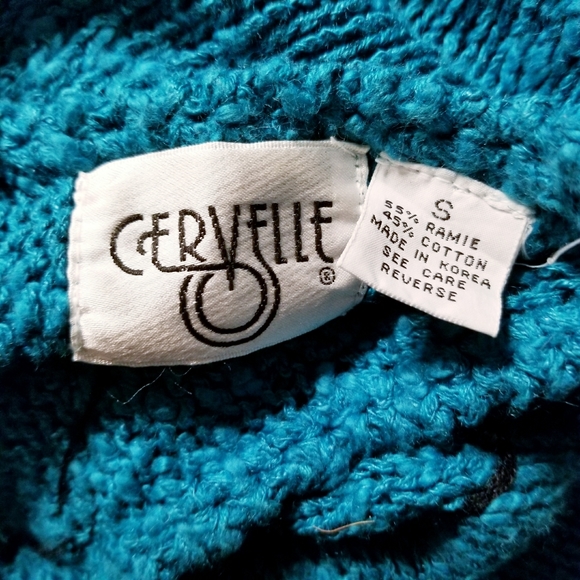 CERVELLE
®
S
55% RAMIE
45% COTTON
MADE IN KOREA
SEE CARE
REVERSE